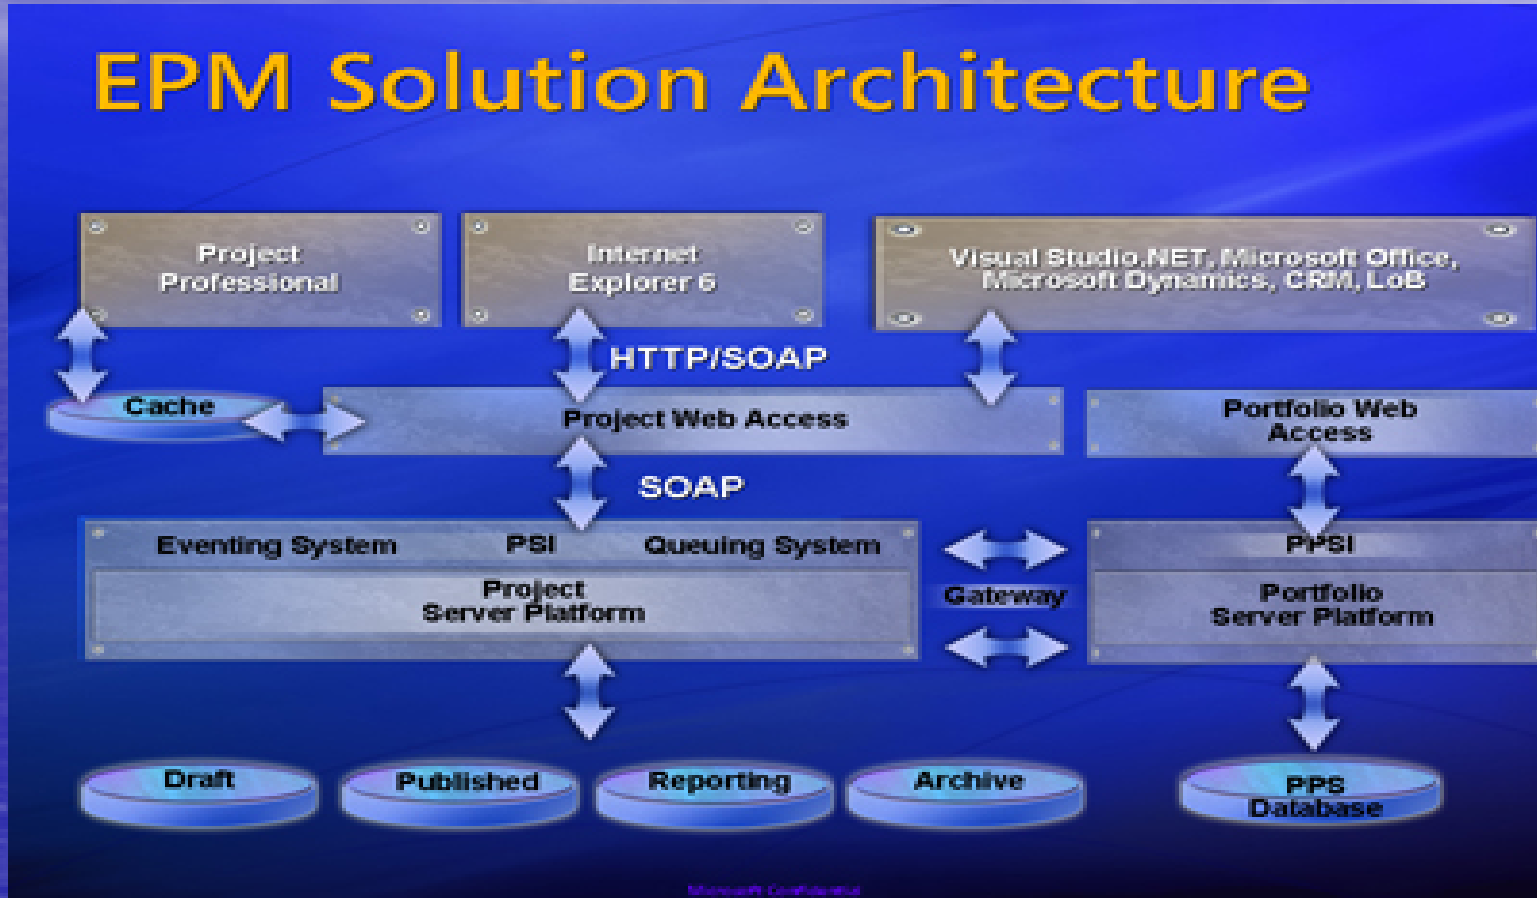 EPM Solution Architecture
Project
Professional
Internet
Explorer 6
Visual Studio.NET, Microsoft Office,
Microsoft Dynamics, CRM, LoB
HTTP/SOAP
Cache
Project Web Access
Portfolio Web
Access
SOAP
Eventing System
PSI
Queuing System
Project
Server Platform
Gateway
PPSI
Portfolio
Server Platform
Draft
Published
Reporting
Archive
PPS
Database
Microsoft Confidential